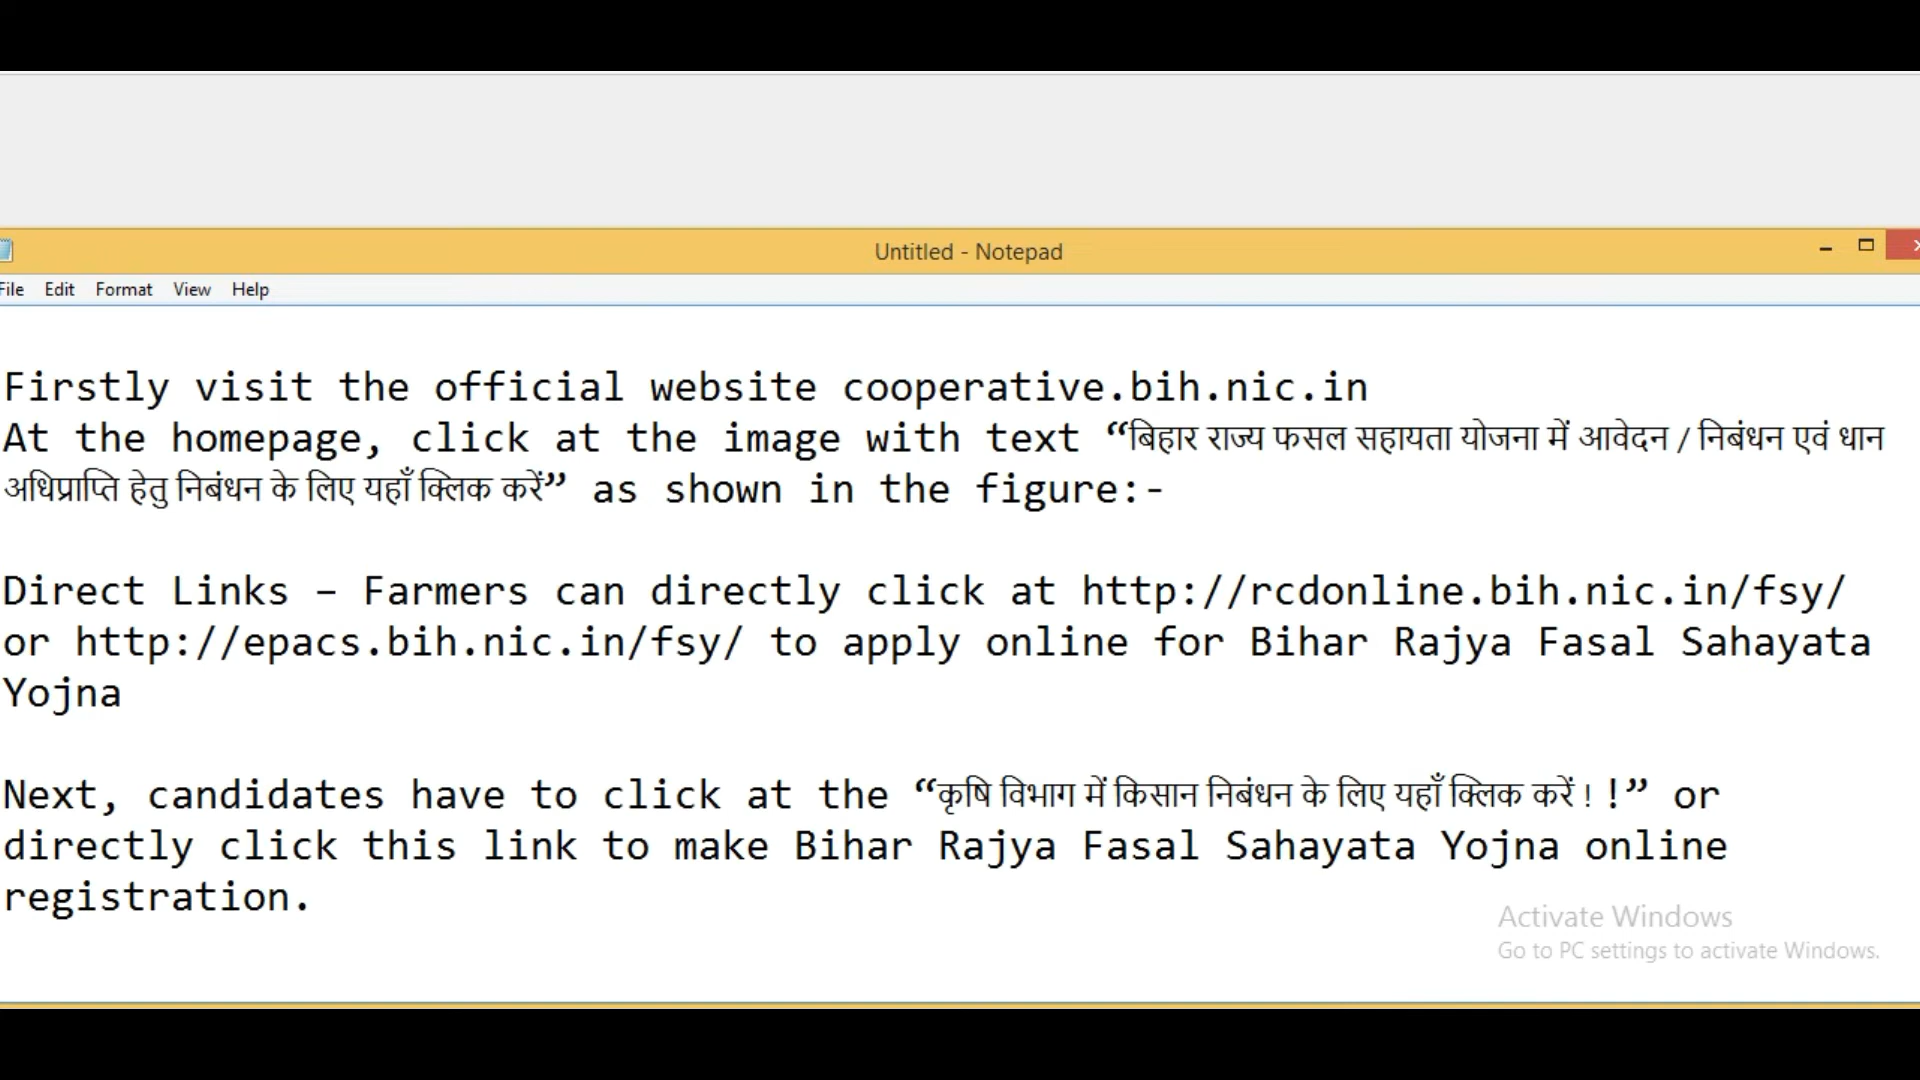 Untitled - Notepad
File Edit Format View Help
Firstly visit the official website cooperative.bih.nic.in
At the homepage, click at the image with text “बिहार राज्य फसल सहायता योजना में आवेदन / निबंधन एवं धान
अधिप्राप्ति हेतु निबंधन के लिए यहाँ क्लिक करें” as shown in the figure:-
Direct Links – Farmers can directly click at http://rcdonline.bih.nic.in/fsy/
or http://epacs.bih.nic.in/fsy/ to apply online for Bihar Rajya Fasal Sahayata
Yojna
Next, candidates have to click at the “कृषि विभाग में किसान निबंधन के लिए यहाँ क्लिक करें ! !” or
directly click this link to make Bihar Rajya Fasal Sahayata Yojna online
registration.
Activate Windows
Go to PC settings to activate Windows.